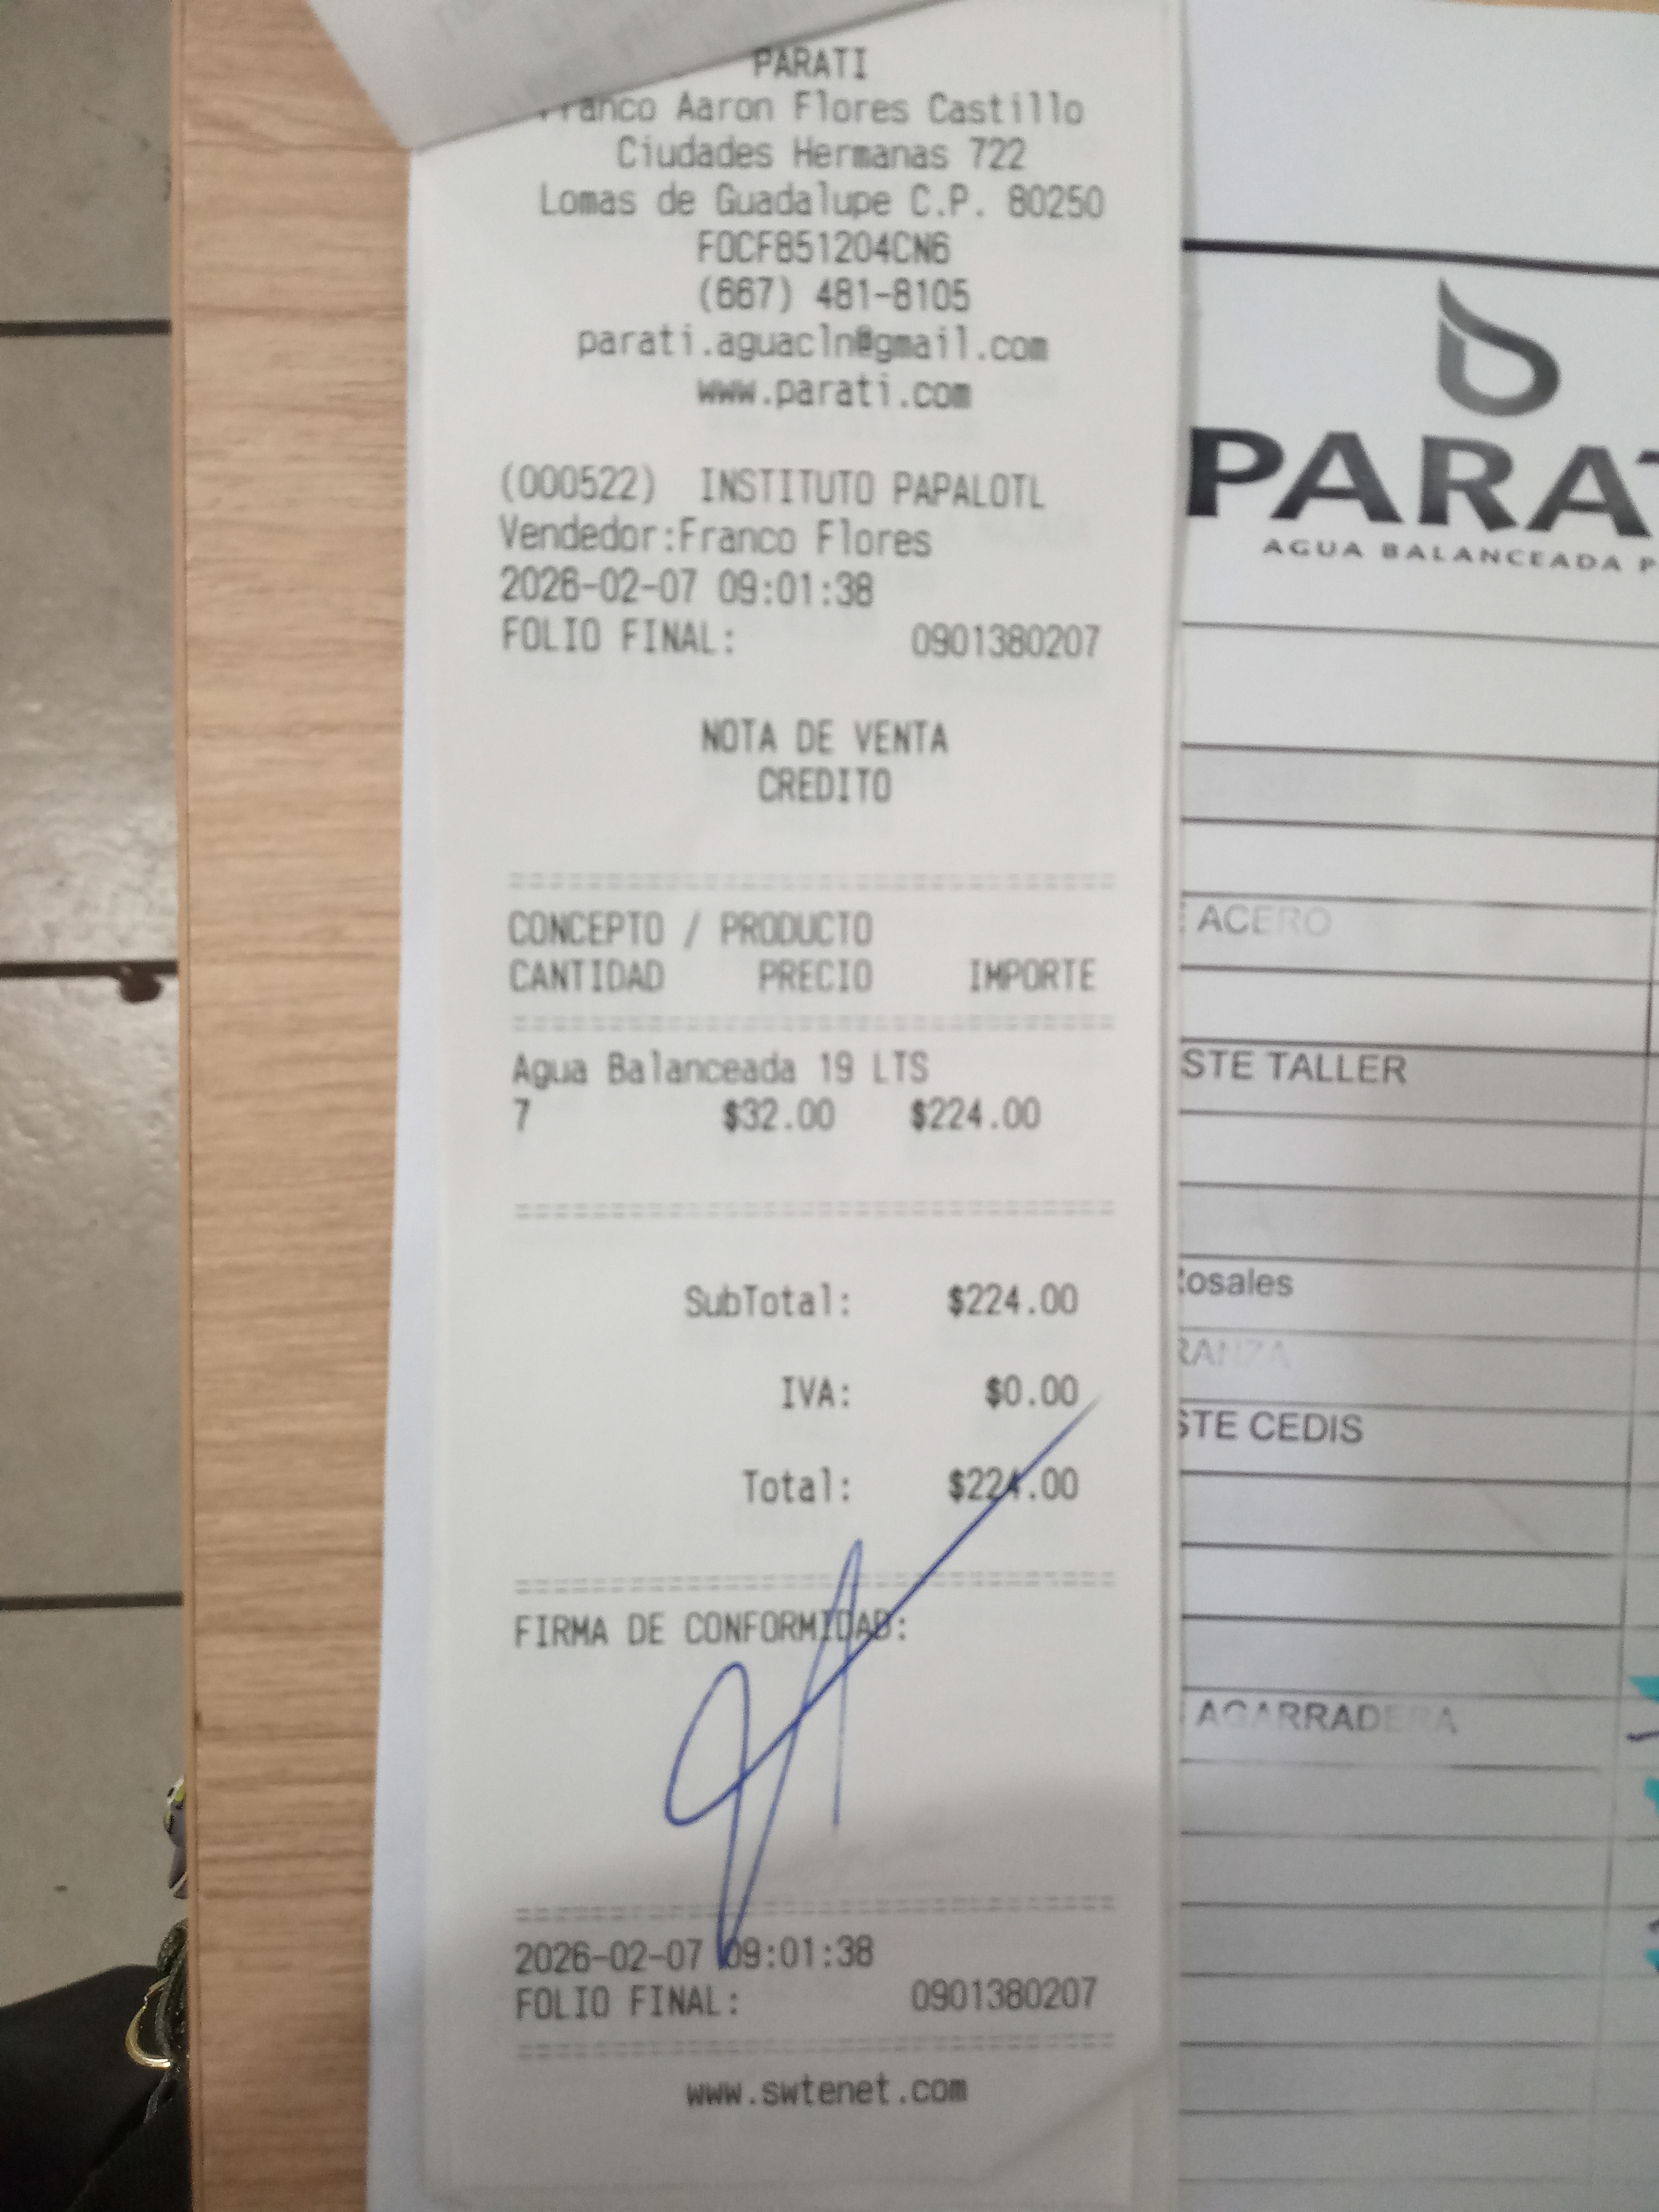 PARATI
Franco Aaron Flores Castillo
Ciudades Hermanas 722
Lomas de Guadalupe C.P. 80250
FOCF851204CN6
(667) 481-8105
parati.aguacln@gmail.com
www.parati.com
(000522) INSTITUTO PAPALOTL
Vendedor:Franco Flores
2026-02-07 09:01:38
FOLIO FINAL: 0901380207
NOTA DE VENTA
CREDITO
CONCEPTO / PRODUCTO
CANTIDAD PRECIO IMPORTE
Agua Balanceada 19 LTS
7 $32.00 $224.00
SubTotal: $224.00
IVA: $0.00
Total: $224.00
FIRMA DE CONFORMIDAD:
2026-02-07 09:01:38
FOLIO FINAL: 0901380207
www.swtenet.com
PARAT
AGUA BALANCEADA P
ACERO
STE TALLER
osales
RANZA
STE CEDIS
AGARRADERA